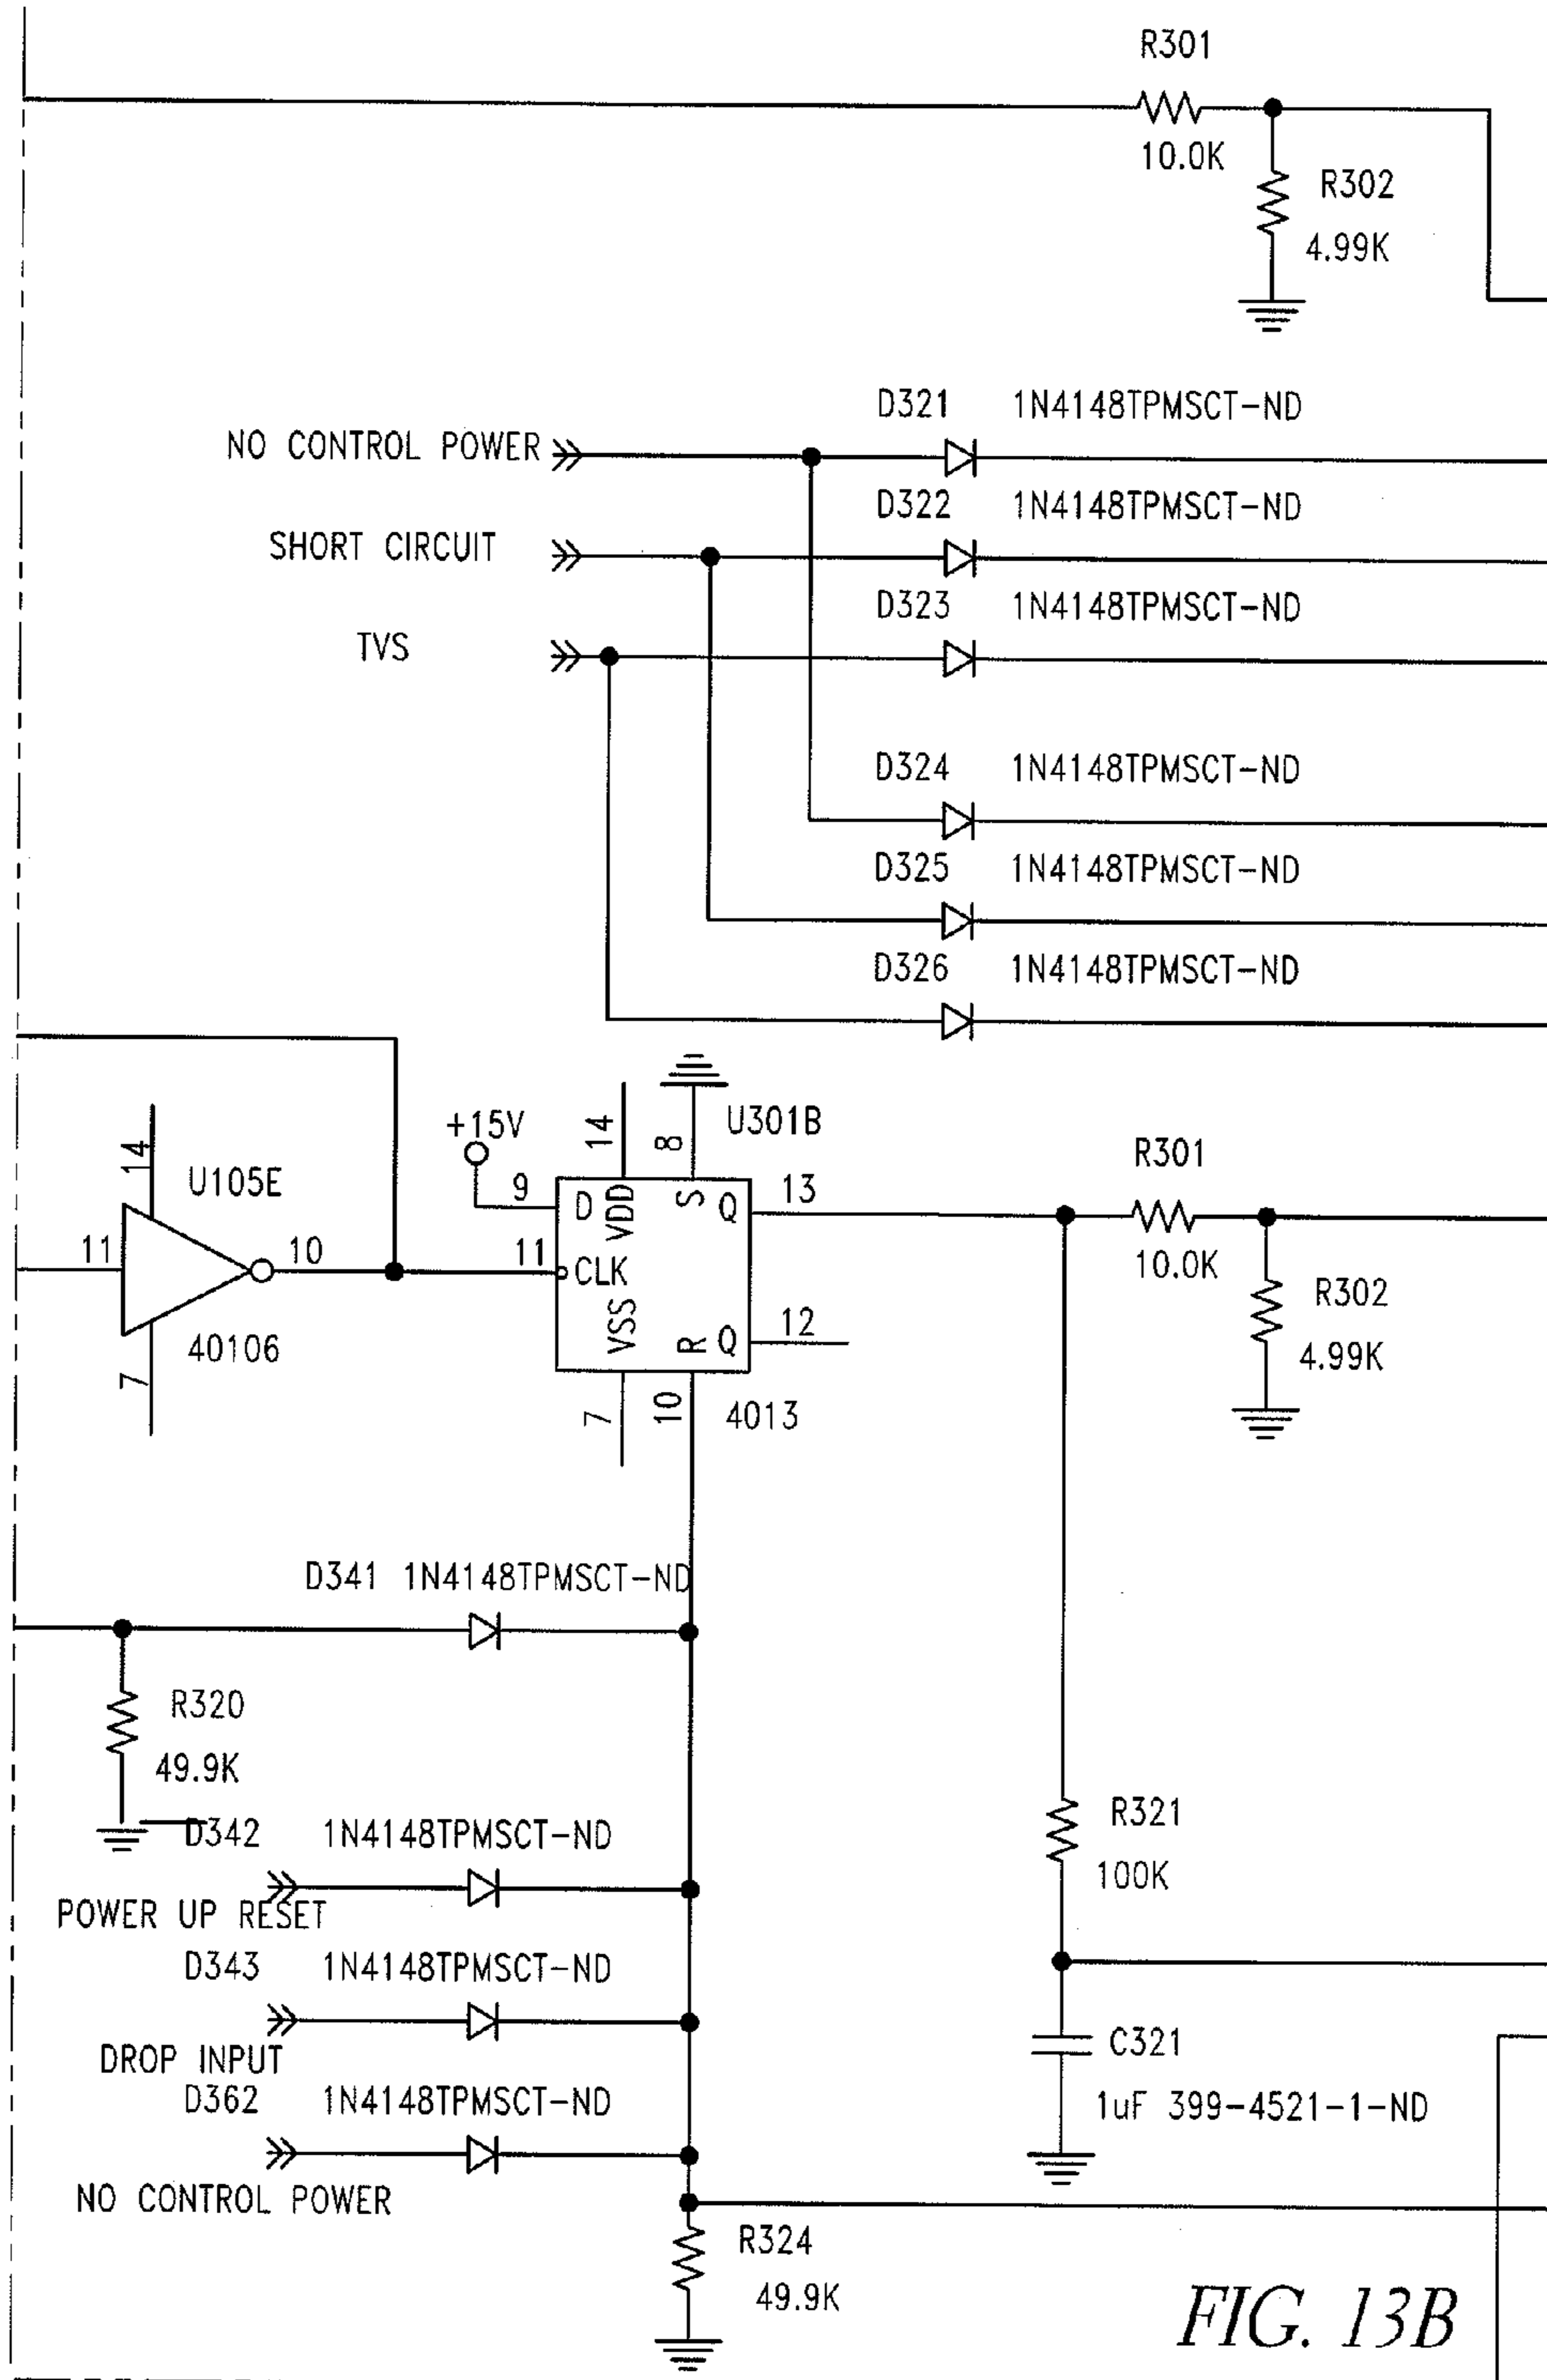 R301
10.0K
R302
4.99K
D321 1N4148TPMSCT-ND
NO CONTROL POWER
D322 1N4148TPMSCT-ND
SHORT CIRCUIT
D323 1N4148TPMSCT-ND
TVS
D324 1N4148TPMSCT-ND
D325 1N4148TPMSCT-ND
D326 1N4148TPMSCT-ND
14
U105E
11
10
40106
7
+15V
14
8
U301B
9
D
VDD
S
Q
13
11
CLK
VSS
R
Q
12
7
10
4013
R301
10.0K
R302
4.99K
D341 1N4148TPMSCT-ND
R320
49.9K
D342 1N4148TPMSCT-ND
POWER UP RESET
D343 1N4148TPMSCT-ND
DROP INPUT
D362 1N4148TPMSCT-ND
NO CONTROL POWER
R321
100K
C321
1uF 399-4521-1-ND
R324
49.9K
FIG. 13B